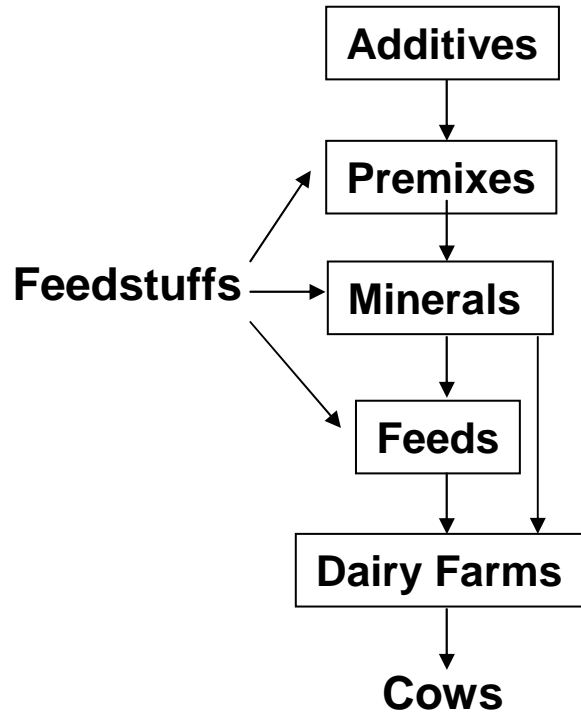 Additives
Premixes
Feedstuffs
Minerals
Feeds
Dairy Farms
Cows